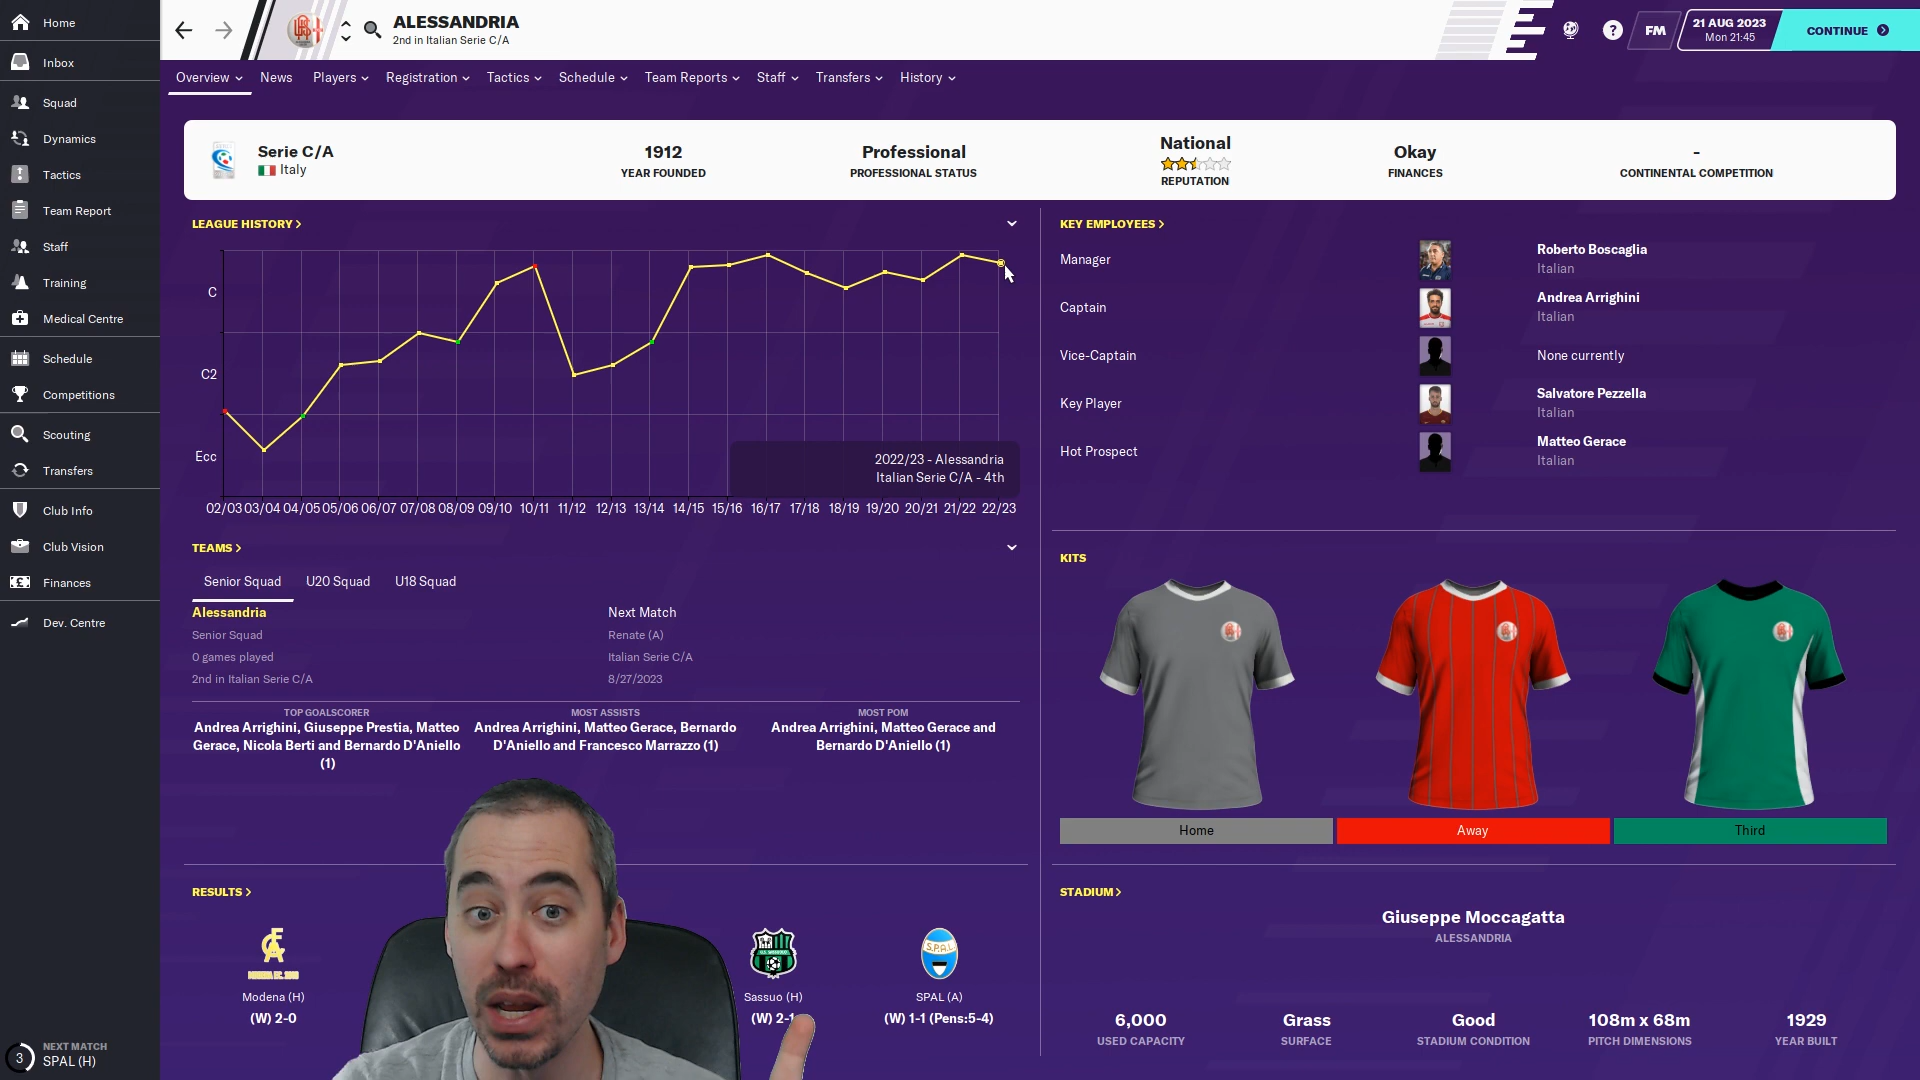 Home
Inbox
Squad
Dynamics
Tactics
Team Report
Staff
Training
Medical Centre
Schedule
Competitions
Scouting
Transfers
Club Info
Club Vision
Finances
Dev. Centre
3
NEXT MATCH
SPAL (H)
ALESSANDRIA
2nd in Italian Serie C/A
?
FM
21 AUG 2023
Mon 21:45
CONTINUE
Overview News Players Registration Tactics Schedule Team Reports Staff Transfers History
Serie C/A
Italy
1912
YEAR FOUNDED
Professional
PROFESSIONAL STATUS
National
REPUTATION
Okay
FINANCES
-
CONTINENTAL COMPETITION
LEAGUE HISTORY >
C
C2
Ecc
2022/23 - Alessandria
Italian Serie C/A - 4th
02/03 03/04 04/05 05/06 06/07 07/08 08/09 09/10 10/11 11/12 12/13 13/14 14/15 15/16 16/17 17/18 18/19 19/20 20/21 21/22 22/23
TEAMS >
Senior Squad U20 Squad U18 Squad
Alessandria
Senior Squad
0 games played
2nd in Italian Serie C/A
Next Match
Renate (A)
Italian Serie C/A
8/27/2023
TOP GOALSCORER
Andrea Arrighini, Giuseppe Prestia, Matteo
Gerace, Nicola Berti and Bernardo D'Aniello
(1)
MOST ASSISTS
Andrea Arrighini, Matteo Gerace, Bernardo
D'Aniello and Francesco Marrazzo (1)
MOST POM
Andrea Arrighini, Matteo Gerace and
Bernardo D'Aniello (1)
RESULTS >
Modena (H)
(W) 2-0
Sassuo (H)
(W) 2-1
S.P.A.L
SPAL (A)
(W) 1-1 (Pens:5-4)
KEY EMPLOYEES >
Manager
Roberto Boscaglia
Italian
Captain
Andrea Arrighini
Italian
Vice-Captain
None currently
Key Player
Salvatore Pezzella
Italian
Hot Prospect
Matteo Gerace
Italian
KITS
Home
Away
Third
STADIUM >
Giuseppe Moccagatta
ALESSANDRIA
6,000
USED CAPACITY
Grass
SURFACE
Good
STADIUM CONDITION
108m x 68m
PITCH DIMENSIONS
1929
YEAR BUILT